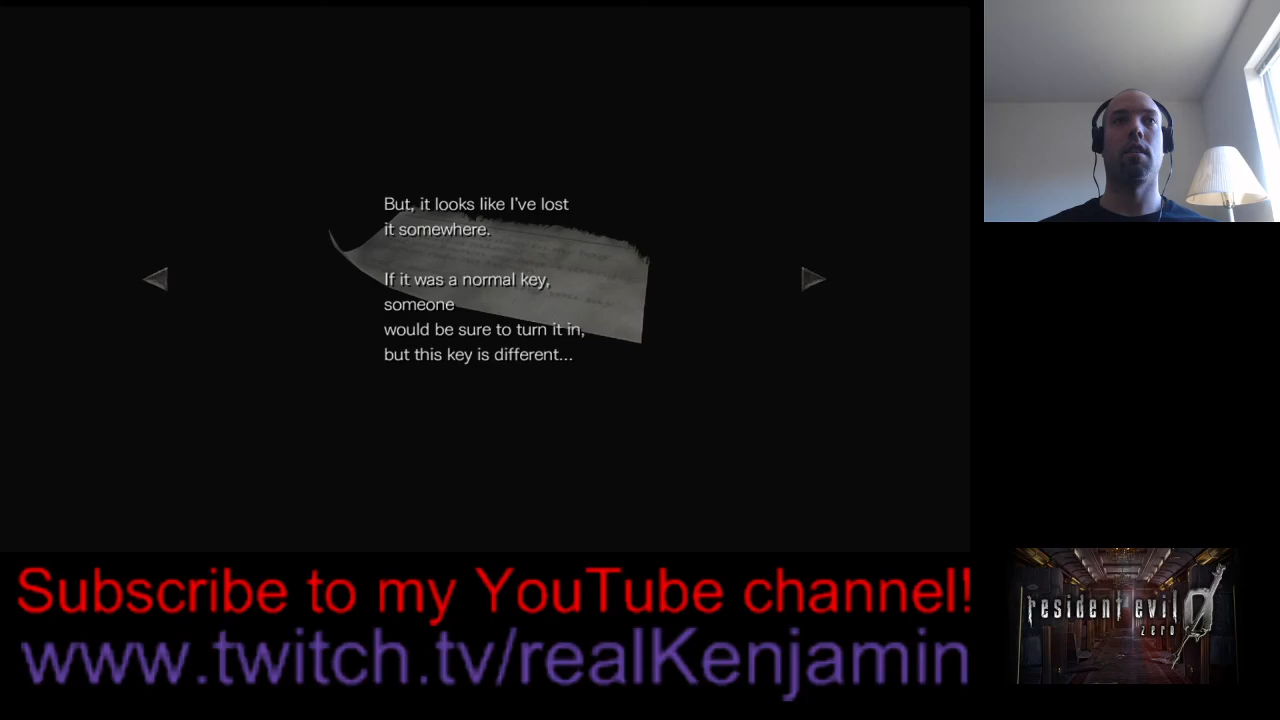 But, it looks like I've lost
it somewhere.
If it was a normal key,
someone
would be sure to turn it in,
but this key is different...
Subscribe to my YouTube channel!
www.twitch.tv/realKenjamin
resident evil 0
zero